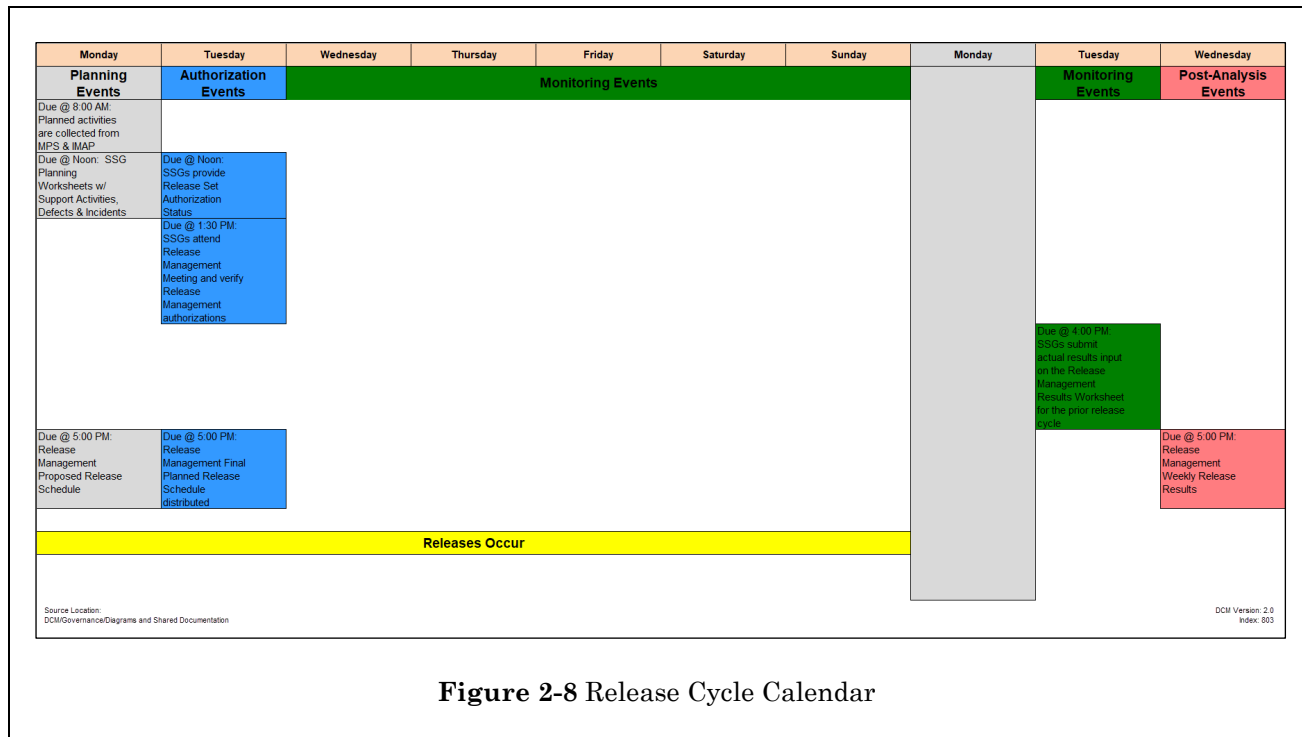 Monday
Tuesday
Wednesday
Thursday
Friday
Saturday
Sunday
Monday
Tuesday
Wednesday
Planning
Events
Authorization
Events
Monitoring Events
Monitoring
Events
Post-Analysis
Events
Due @ 8:00 AM:
Planned activities
are collected from
MPS & IMAP
Due @ Noon:  SSG
Planning
Worksheets w/
Support Activities,
Defects & Incidents
Due @ Noon:
SSGs provide
Release Set
Authorization
Status
Due @ 1:30 PM:
SSGs attend
Release
Management
Meeting and verify
Release
Management
authorizations
Due @ 4:00 PM:
SSGs submit
actual results input
on the Release
Management
Results Worksheet
for the prior release
cycle
Due @ 5:00 PM:
Release
Management
Proposed Release
Schedule
Due @ 5:00 PM:
Release
Management Final
Planned Release
Schedule
distributed
Due @ 5:00 PM:
Release
Management
Weekly Release
Results
Releases Occur
Source Location:
DCM/Governance/Diagrams and Shared Documentation
DCM Version: 2.0
Index: 803
Figure 2-8 Release Cycle Calendar